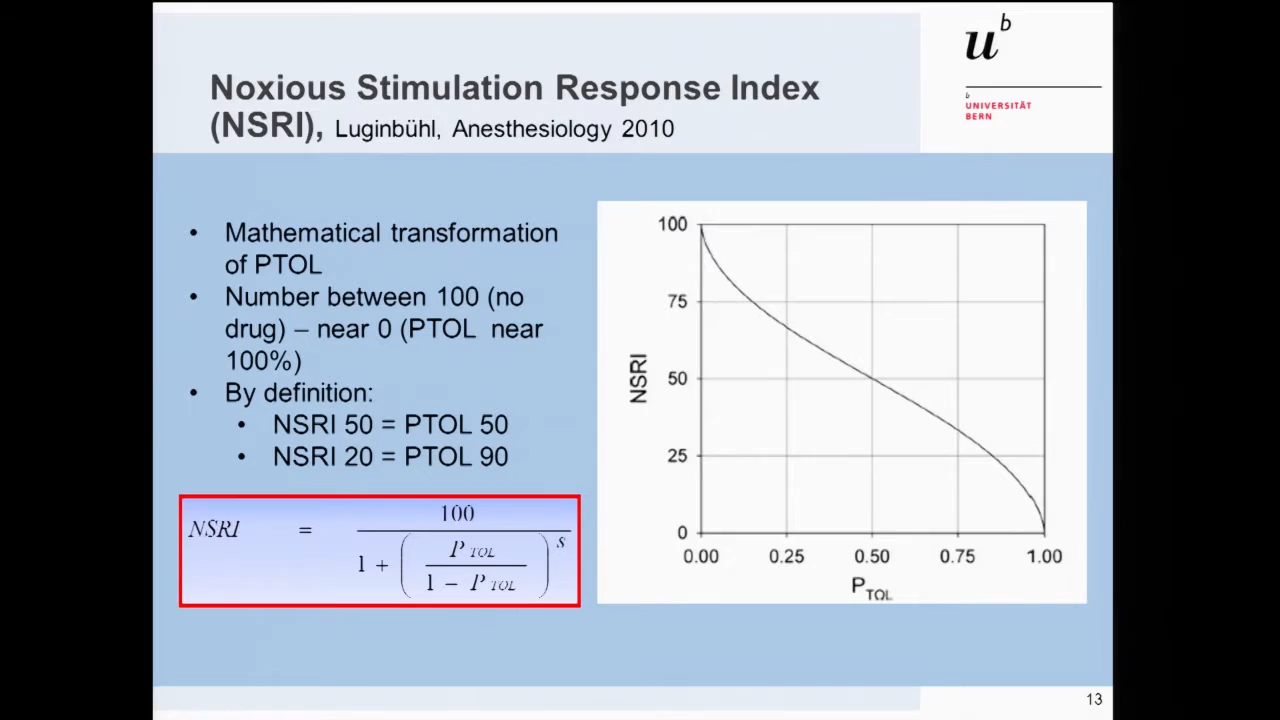 u b
b
UNIVERSITÄT
BERN
Noxious Stimulation Response Index
(NSRI), Luginbühl, Anesthesiology 2010
• Mathematical transformation
of PTOL
• Number between 100 (no
drug) – near 0 (PTOL near
100%)
• By definition:
• NSRI 50 = PTOL 50
• NSRI 20 = PTOL 90
NSRI = 100
1 + ( P TOL
1 − P TOL ) s
100
75
50
25
0
NSRI
0.00 0.25 0.50 0.75 1.00
PTOL
13